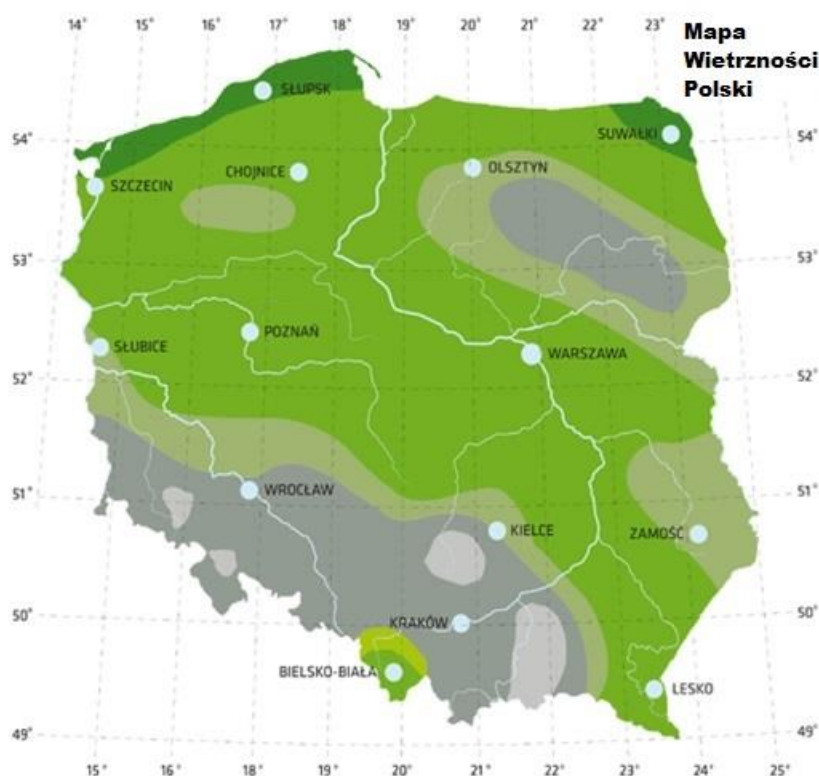 14° 15° 16° 17° 18° 19° 20° 21° 22° 23°
Mapa
Wietrzności
Polski
SŁUPSK
54° 54°
SUWAŁKI
CHOJNICE
OLSZTYN
SZCZECIN
53° 53°
POZNAŃ
SŁUBICE
WARSZAWA
52° 52°
WROCŁAW
51° 51°
KIELCE
ZAMOŚĆ
50° 50°
KRAKÓW
BIELSKO-BIAŁA
LESKO
49° 49°
15° 16° 17° 18° 19° 20° 21° 22° 23° 24°